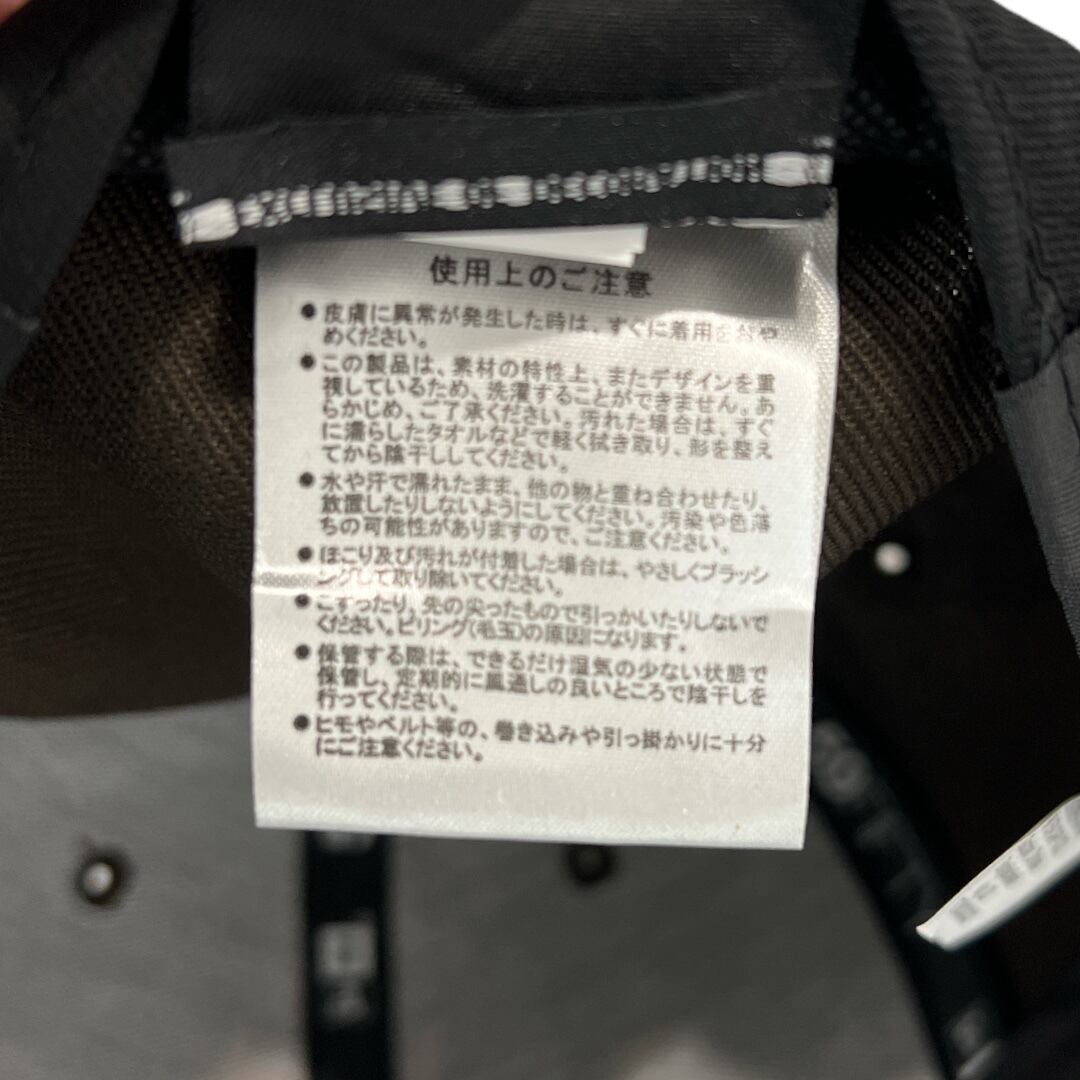 使用上のご注意
●皮膚に異常が発生した時は、すぐに着用をおや
めください。
●この製品は、素材の特性上、またデザインを重
視しているため、洗濯することができません。あ
らかじめ、ご了承ください。汚れた場合は、すぐ
に濡らしたタオルなどで軽く拭き取り、形を整え
てから陰干ししてください。
●水や汗で濡れたまま、他の物と重ね合わせたり、
放置したりしないようにしてください。汚染や色落
ちの可能性がありますので、ご注意ください。
●ほこり及び汚れが付着した場合は、やさしくブラッシ
ングして取り除いてください。
●こすったり、先の尖ったもので引っかいたりしないで
ください。ピリング(毛玉)の原因になります。
●保管する際は、できるだけ湿気の少ない状態で
保管し、定期的に風通しの良いところで陰干しを
行ってください。
●ヒモやベルト等の、巻き込みや引っ掛かりに十分
にご注意ください。